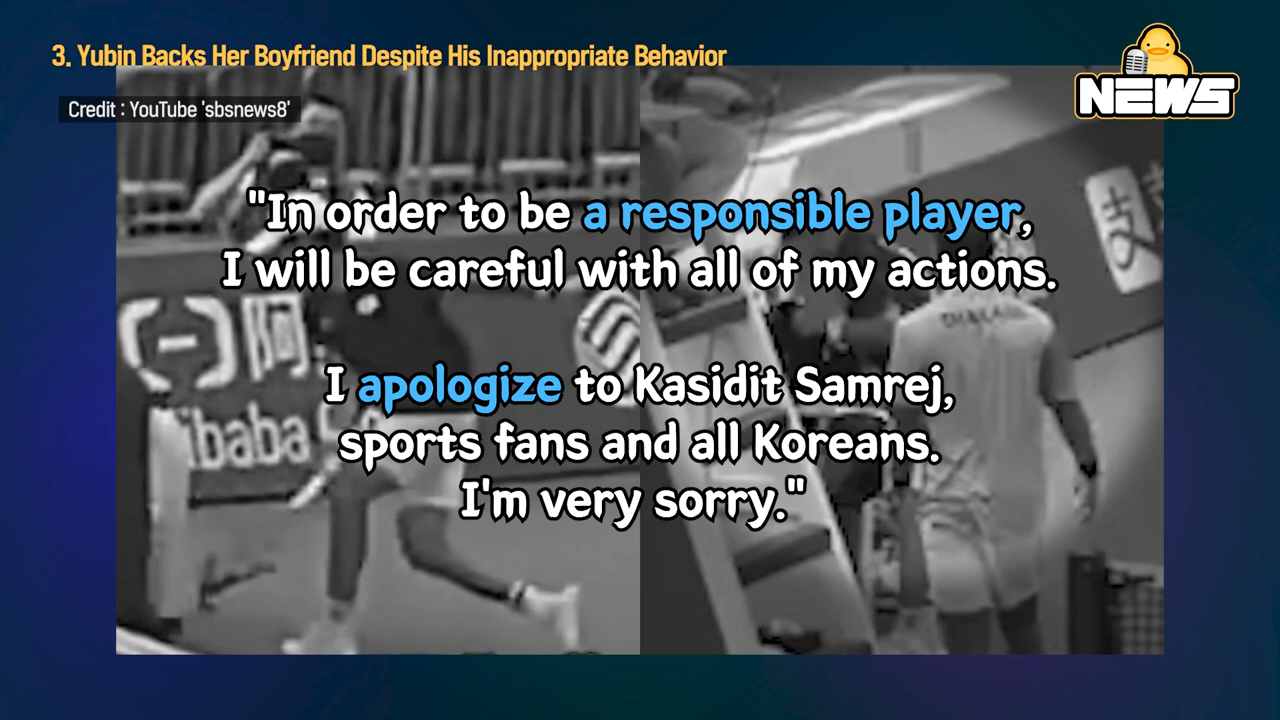 3. Yubin Backs Her Boyfriend Despite His Inappropriate Behavior
NEWS
Credit : YouTube 'sbsnews8'
"In order to be a responsible player,
I will be careful with all of my actions.
I apologize to Kasidit Samrej,
sports fans and all Koreans.
I'm very sorry."
阿
ibaba
支